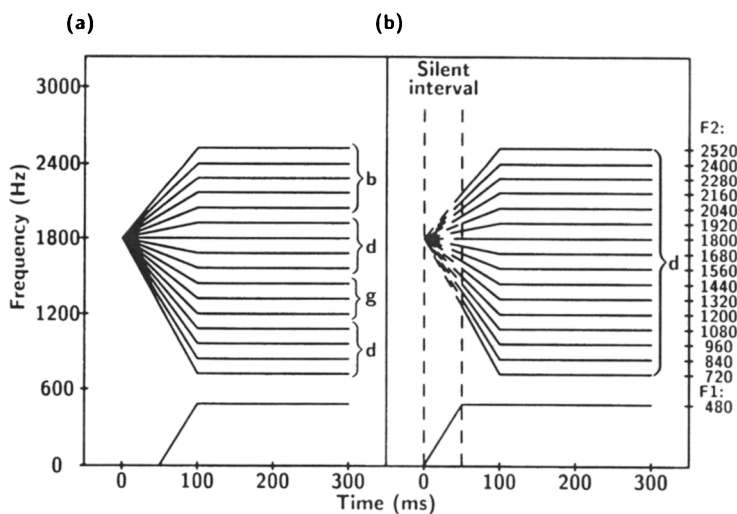 (a)
(b)
Silent
interval
3000
2400
1800
1200
600
0
Frequency (Hz)
b
d
g
d
d
F2:
2520
2400
2280
2160
2040
1920
1800
1680
1560
1440
1320
1200
1080
960
840
720
F1:
480
0 100 200 300 0 100 200 300
Time (ms)